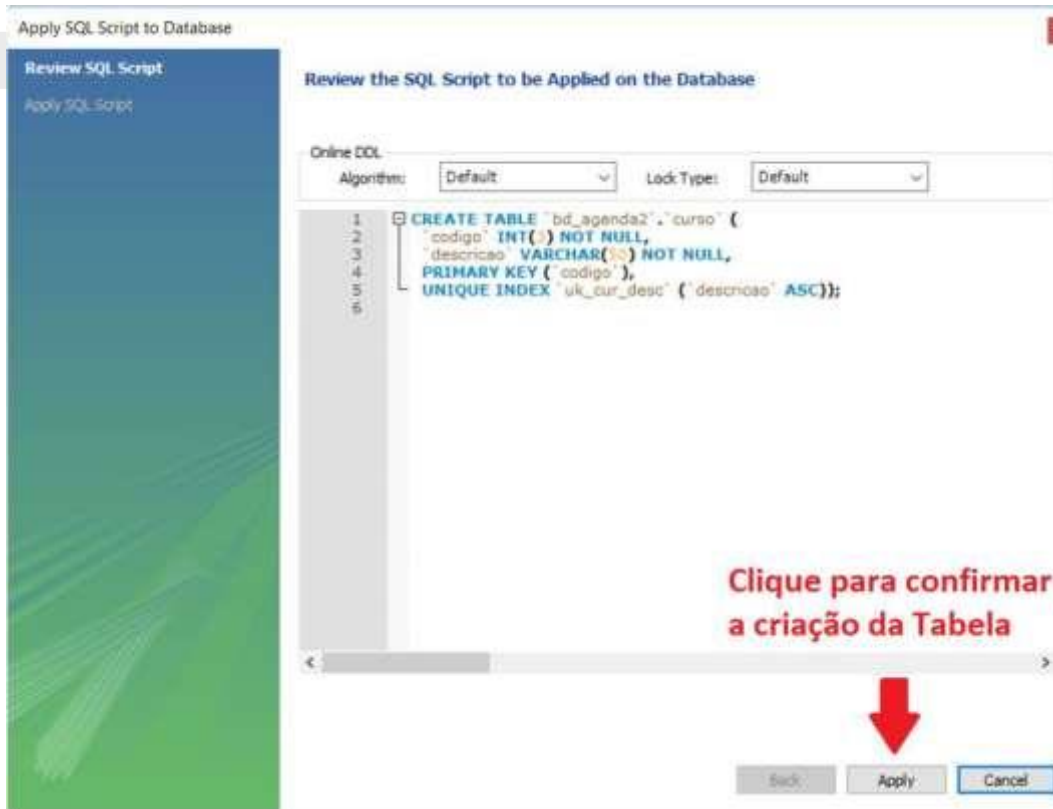 Apply SQL Script to Database
Review SQL Script
Apply SQL Script
Review the SQL Script to be Applied on the Database
Online DDL
Algorithm: Default Lock Type: Default
1 CREATE TABLE `bd_agenda2`.`curso` (
2 `codigo` INT() NOT NULL,
3 `descricao` VARCHAR(50) NOT NULL,
4 PRIMARY KEY (`codigo`),
5 UNIQUE INDEX `uk_cur_desc` (`descricao` ASC));
6
Clique para confirmar
a criação da Tabela
Back Apply Cancel